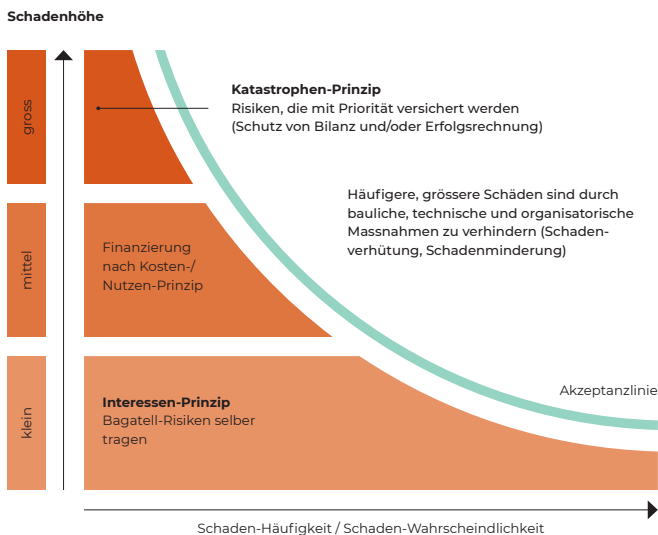 Schadenhöhe
gross
Katastrophen-Prinzip
Risiken, die mit Priorität versichert werden
(Schutz von Bilanz und/oder Erfolgsrechnung)
Häufigere, grössere Schäden sind durch
bauliche, technische und organisatorische
Massnahmen zu verhindern (Schaden-
verhütung, Schadenminderung)
mittel
Finanzierung
nach Kosten-/
Nutzen-Prinzip
Akzeptanzlinie
klein
Interessen-Prinzip
Bagatell-Risiken selber
tragen
Schaden-Häufigkeit / Schaden-Wahrscheinlichkeit